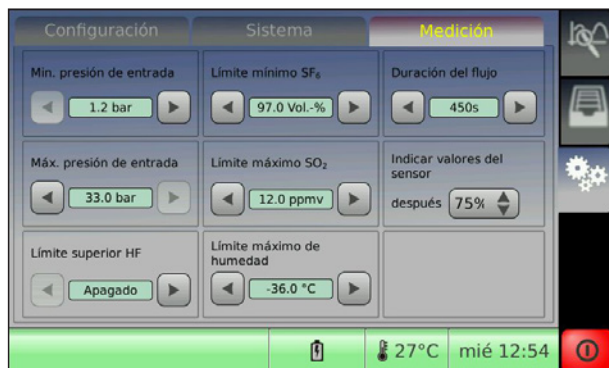 Configuración
Sistema
Medición
Min. presión de entrada
1.2 bar
Límite mínimo SF₆
97.0 Vol.-%
Duración del flujo
450s
Máx. presión de entrada
33.0 bar
Límite máximo SO₂
12.0 ppmv
Indicar valores del
sensor
después 75%
Límite superior HF
Apagado
Límite máximo de
humedad
-36.0 °C
27°C
mié 12:54